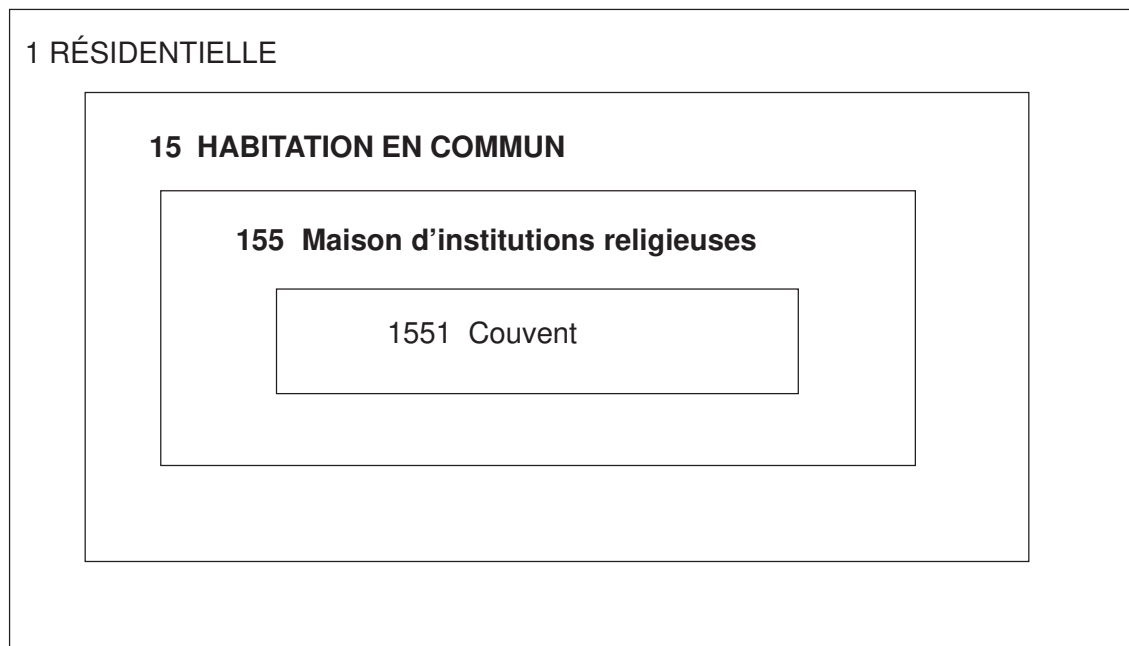 1 RÉSIDENTIELLE
15 HABITATION EN COMMUN
155 Maison d’institutions religieuses
1551 Couvent